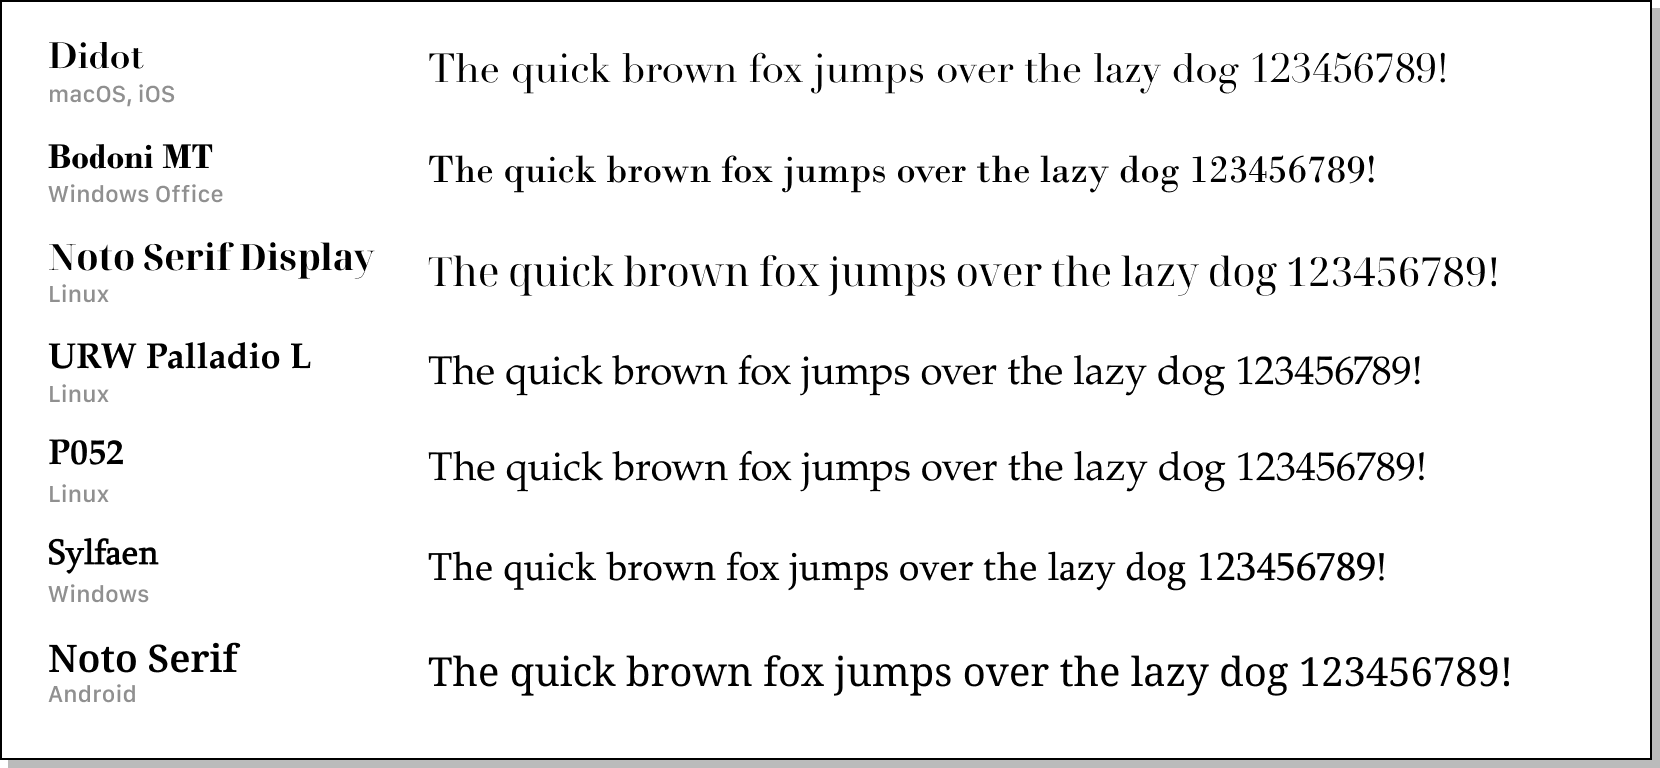 Didot
The quick brown fox jumps over the lazy dog 123456789!
macOS, iOS
Bodoni MT
The quick brown fox jumps over the lazy dog 123456789!
Windows Office
Noto Serif Display
The quick brown fox jumps over the lazy dog 123456789!
Linux
URW Palladio L
The quick brown fox jumps over the lazy dog 123456789!
Linux
P052
The quick brown fox jumps over the lazy dog 123456789!
Linux
Sylfaen
The quick brown fox jumps over the lazy dog 123456789!
Windows
Noto Serif
The quick brown fox jumps over the lazy dog 123456789!
Android